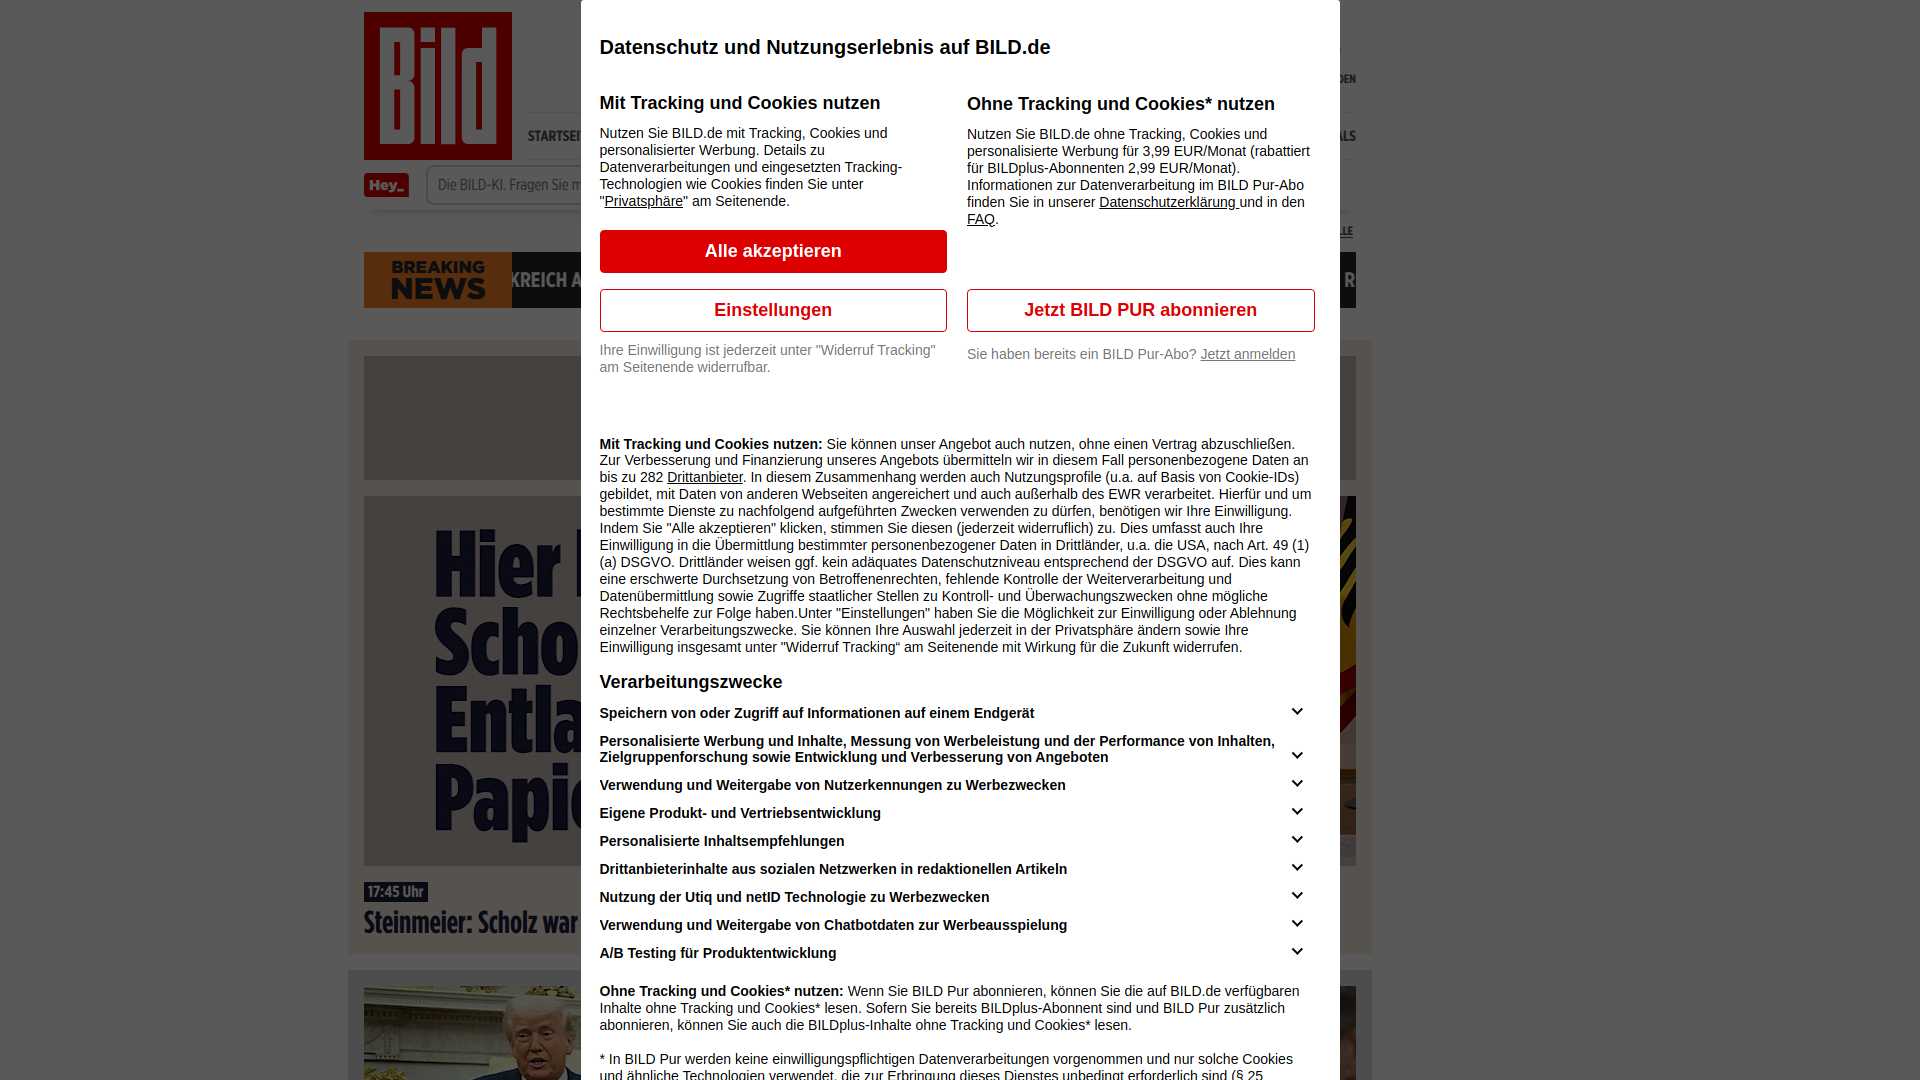 Bild
STARTSEI
Hey_
Die BILD-KI. Fragen Sie m
BREAKING
NEWS
KREICH A
Hier
Scho
Entla
Papie
17:45 Uhr
Steinmeier: Scholz war
Datenschutz und Nutzungserlebnis auf BILD.de
Mit Tracking und Cookies nutzen
Nutzen Sie BILD.de mit Tracking, Cookies und
personalisierter Werbung. Details zu
Datenverarbeitungen und eingesetzten Tracking-
Technologien wie Cookies finden Sie unter
"Privatsphäre" am Seitenende.
Alle akzeptieren
Einstellungen
Ihre Einwilligung ist jederzeit unter "Widerruf Tracking"
am Seitenende widerrufbar.
Ohne Tracking und Cookies* nutzen
Nutzen Sie BILD.de ohne Tracking, Cookies und
personalisierte Werbung für 3,99 EUR/Monat (rabattiert
für BILDplus-Abonnenten 2,99 EUR/Monat).
Informationen zur Datenverarbeitung im BILD Pur-Abo
finden Sie in unserer Datenschutzerklärung und in den
FAQ.
Jetzt BILD PUR abonnieren
Sie haben bereits ein BILD Pur-Abo? Jetzt anmelden
Mit Tracking und Cookies nutzen: Sie können unser Angebot auch nutzen, ohne einen Vertrag abzuschließen.
Zur Verbesserung und Finanzierung unseres Angebots übermitteln wir in diesem Fall personenbezogene Daten an
bis zu 282 Drittanbieter. In diesem Zusammenhang werden auch Nutzungsprofile (u.a. auf Basis von Cookie-IDs)
gebildet, mit Daten von anderen Webseiten angereichert und auch außerhalb des EWR verarbeitet. Hierfür und um
bestimmte Dienste zu nachfolgend aufgeführten Zwecken verwenden zu dürfen, benötigen wir Ihre Einwilligung.
Indem Sie "Alle akzeptieren" klicken, stimmen Sie diesen (jederzeit widerruflich) zu. Dies umfasst auch Ihre
Einwilligung in die Übermittlung bestimmter personenbezogener Daten in Drittländer, u.a. die USA, nach Art. 49 (1)
(a) DSGVO. Drittländer weisen ggf. kein adäquates Datenschutzniveau entsprechend der DSGVO auf. Dies kann
eine erschwerte Durchsetzung von Betroffenenrechten, fehlende Kontrolle der Weiterverarbeitung und
Datenübermittlung sowie Zugriffe staatlicher Stellen zu Kontroll- und Überwachungszwecken ohne mögliche
Rechtsbehelfe zur Folge haben.Unter "Einstellungen" haben Sie die Möglichkeit zur Einwilligung oder Ablehnung
einzelner Verarbeitungszwecke. Sie können Ihre Auswahl jederzeit in der Privatsphäre ändern sowie Ihre
Einwilligung insgesamt unter "Widerruf Tracking" am Seitenende mit Wirkung für die Zukunft widerrufen.
Verarbeitungszwecke
Speichern von oder Zugriff auf Informationen auf einem Endgerät
Personalisierte Werbung und Inhalte, Messung von Werbeleistung und der Performance von Inhalten,
Zielgruppenforschung sowie Entwicklung und Verbesserung von Angeboten
Verwendung und Weitergabe von Nutzerkennungen zu Werbezwecken
Eigene Produkt- und Vertriebsentwicklung
Personalisierte Inhaltsempfehlungen
Drittanbieterinhalte aus sozialen Netzwerken in redaktionellen Artikeln
Nutzung der Utiq und netID Technologie zu Werbezwecken
Verwendung und Weitergabe von Chatbotdaten zur Werbeausspielung
A/B Testing für Produktentwicklung
Ohne Tracking und Cookies* nutzen: Wenn Sie BILD Pur abonnieren, können Sie die auf BILD.de verfügbaren
Inhalte ohne Tracking und Cookies* lesen. Sofern Sie bereits BILDplus-Abonnent sind und BILD Pur zusätzlich
abonnieren, können Sie auch die BILDplus-Inhalte ohne Tracking und Cookies* lesen.
* In BILD Pur werden keine einwilligungspflichtigen Datenverarbeitungen vorgenommen und nur solche Cookies
und ähnliche Technologien verwendet, die zur Erbringung dieses Dienstes unbedingt erforderlich sind (§ 25
DEN
ALS
LLE
R